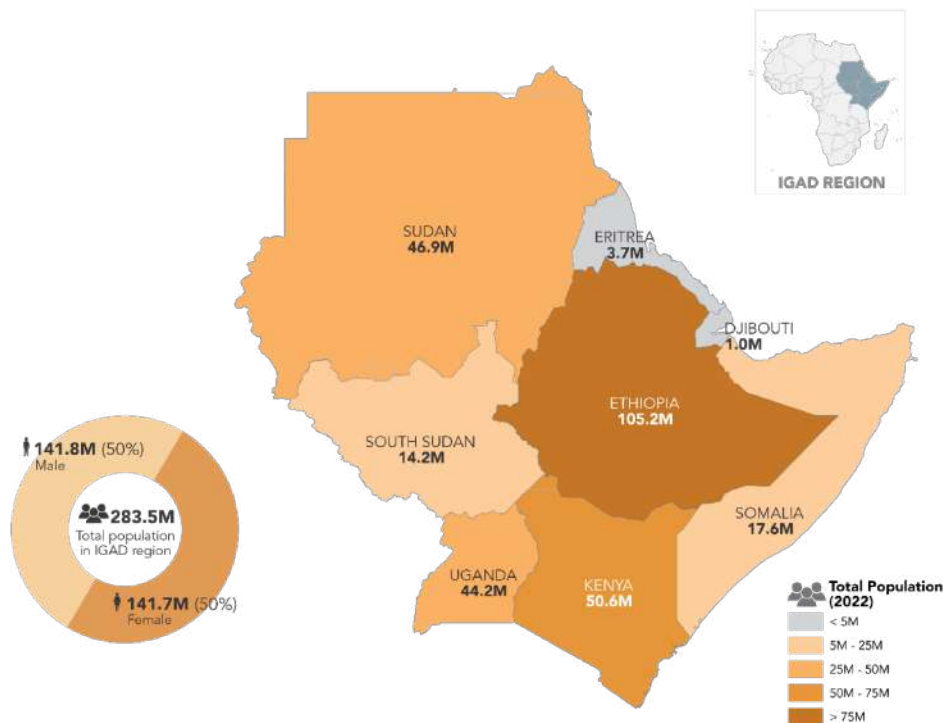 IGAD REGION
SUDAN
46.9M
ERITREA
3.7M
DJIBOUTI
1.0M
ETHIOPIA
105.2M
SOUTH SUDAN
14.2M
SOMALIA
17.6M
UGANDA
44.2M
KENYA
50.6M
141.8M (50%)
Male
283.5M
Total population
in IGAD region
141.7M (50%)
Female
Total Population
(2022)
< 5M
5M - 25M
25M - 50M
50M - 75M
> 75M